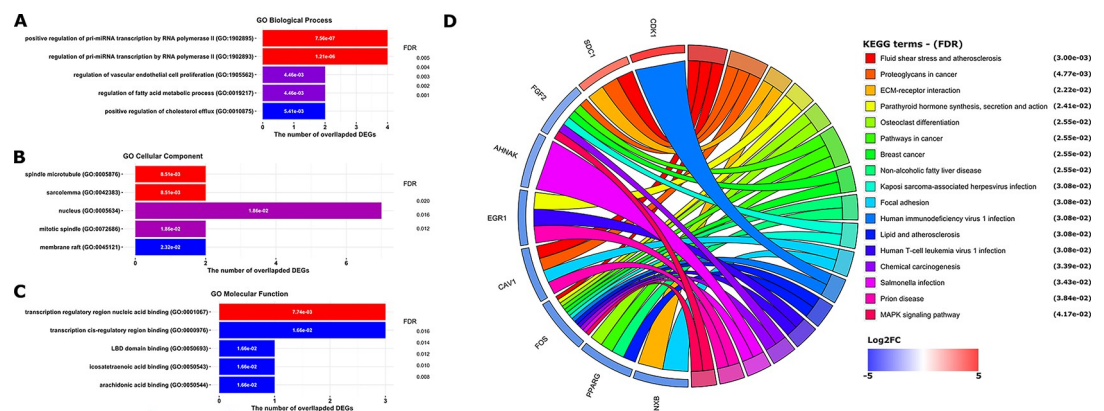 A
GO Biological Process
positive regulation of pri-miRNA transcription by RNA polymerase II (GO:1902895)
7.56e-07
regulation of pri-miRNA transcription by RNA polymerase II (GO:1902893)
1.21e-06
regulation of vascular endothelial cell proliferation (GO:1905562)
4.46e-03
regulation of fatty acid metabolic process (GO:0019217)
4.46e-03
positive regulation of cholesterol efflux (GO:0010875)
5.41e-03
0 1 2 3 4
The number of overllapded DEGs
FDR
0.005
0.004
0.003
0.002
0.001
B
GO Cellular Component
spindle microtubule (GO:0005876)
8.51e-03
sarcolemma (GO:0042383)
8.51e-03
nucleus (GO:0005634)
1.86e-02
mitotic spindle (GO:0072686)
1.86e-02
membrane raft (GO:0045121)
2.32e-02
0 2 4 6
The number of overllapded DEGs
FDR
0.020
0.016
0.012
C
GO Molecular Function
transcription regulatory region nucleic acid binding (GO:0001067)
7.74e-03
transcription cis-regulatory region binding (GO:0000976)
1.66e-02
LBD domain binding (GO:0050693)
1.66e-02
icosatetraenoic acid binding (GO:0050543)
1.66e-02
arachidonic acid binding (GO:0050544)
1.66e-02
0 1 2 3
The number of overllapded DEGs
FDR
0.016
0.014
0.012
0.010
0.008
D
CDK1
SDC1
FGF2
AHNAK
EGR1
CAV1
FOS
PPARG
NXB
KEGG terms - (FDR)
Fluid shear stress and atherosclerosis (3.00e-03)
Proteoglycans in cancer (4.77e-03)
ECM-receptor interaction (2.22e-02)
Parathyroid hormone synthesis, secretion and action (2.41e-02)
Osteoclast differentiation (2.55e-02)
Pathways in cancer (2.55e-02)
Breast cancer (2.55e-02)
Non-alcoholic fatty liver disease (2.55e-02)
Kaposi sarcoma-associated herpesvirus infection (3.08e-02)
Focal adhesion (3.08e-02)
Human immunodeficiency virus 1 infection (3.08e-02)
Lipid and atherosclerosis (3.08e-02)
Human T-cell leukemia virus 1 infection (3.08e-02)
Chemical carcinogenesis (3.39e-02)
Salmonella infection (3.43e-02)
Prion disease (3.84e-02)
MAPK signaling pathway (4.17e-02)
Log2FC
-5 5